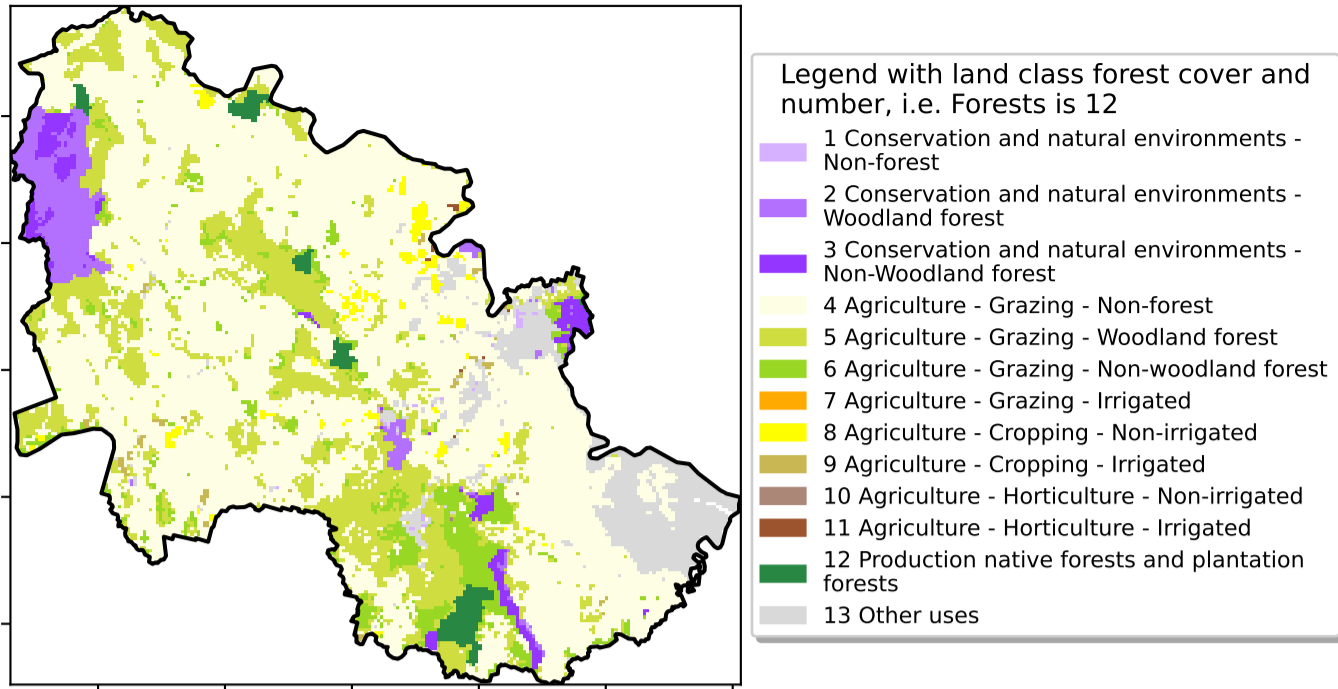 Legend with land class forest cover and
number, i.e. Forests is 12
1 Conservation and natural environments -
Non-forest
2 Conservation and natural environments -
Woodland forest
3 Conservation and natural environments -
Non-Woodland forest
4 Agriculture - Grazing - Non-forest
5 Agriculture - Grazing - Woodland forest
6 Agriculture - Grazing - Non-woodland forest
7 Agriculture - Grazing - Irrigated
8 Agriculture - Cropping - Non-irrigated
9 Agriculture - Cropping - Irrigated
10 Agriculture - Horticulture - Non-irrigated
11 Agriculture - Horticulture - Irrigated
12 Production native forests and plantation
forests
13 Other uses